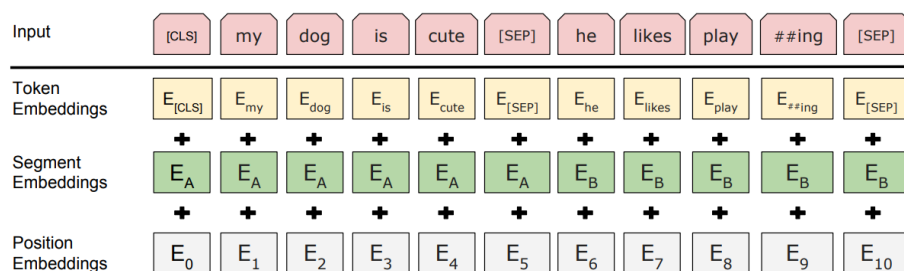 Input [CLS] my dog is cute [SEP] he likes play ##ing [SEP]
Token
Embeddings E[CLS] Emy Edog Eis Ecute E[SEP] Ehe Elikes Eplay E##ing E[SEP]
+ + + + + + + + + + +
Segment
Embeddings EA EA EA EA EA EA EB EB EB EB EB
+ + + + + + + + + + +
Position
Embeddings E0 E1 E2 E3 E4 E5 E6 E7 E8 E9 E10